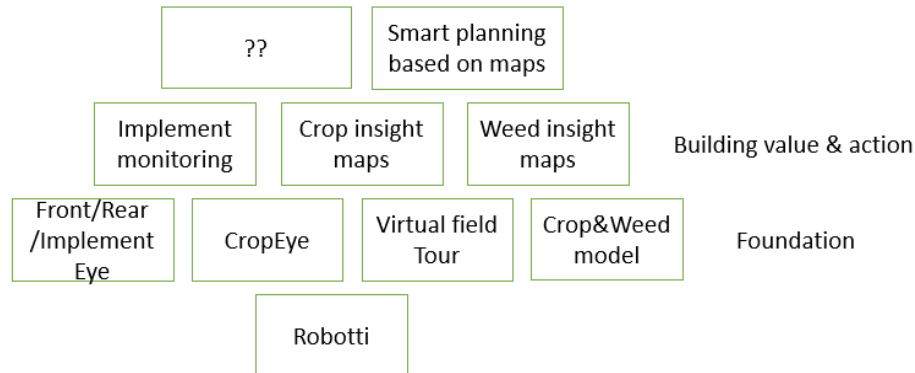 ??
Smart planning
based on maps
Implement
monitoring
Crop insight
maps
Weed insight
maps
Building value & action
Front/Rear
/Implement
Eye
CropEye
Virtual field
Tour
Crop&Weed
model
Foundation
Robotti